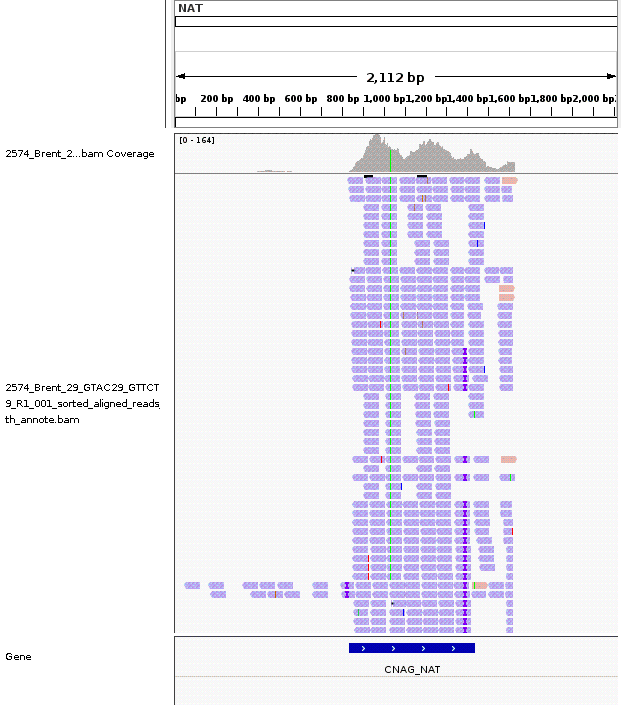 NAT
2,112 bp
bp 200 bp 400 bp 600 bp 800 bp 1,000 bp 1,200 bp 1,400 bp 1,600 bp 1,800 bp 2,000 bp
[0 - 164]
2574_Brent_2...bam Coverage
2574_Brent_29_GTAC29_GTTCT
9_R1_001_sorted_aligned_reads_
th_annote.bam
Gene
CNAG_NAT